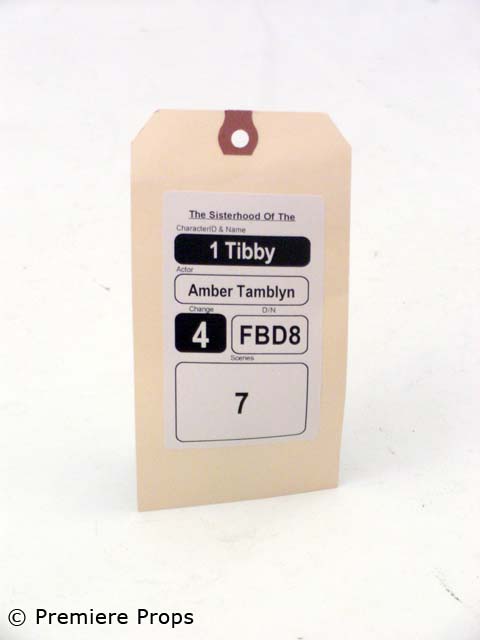 The Sisterhood Of The
CharacterID & Name
1 Tibby
Actor
Amber Tamblyn
Change D/N
4 FBD8
Scenes
7
© Premiere Props